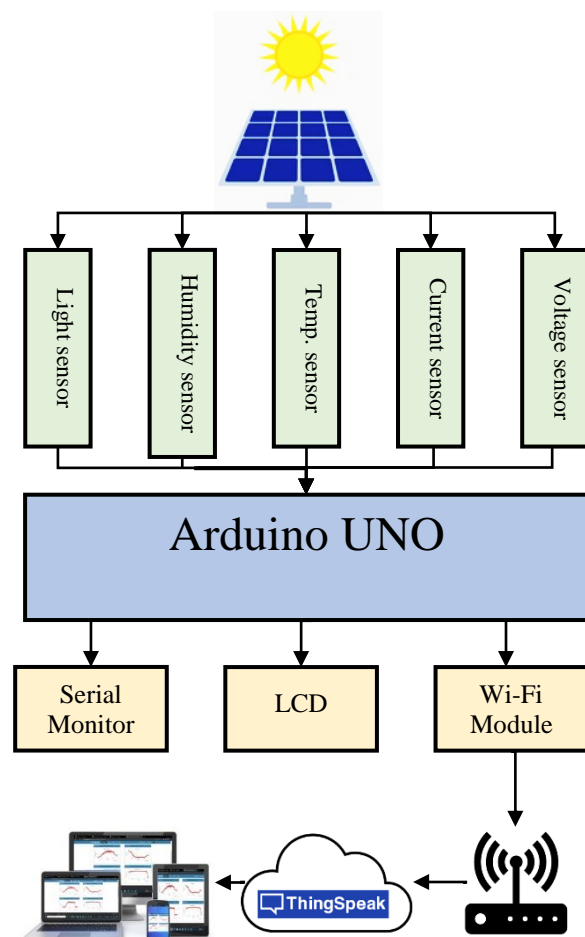 Light sensor
Humidity sensor
Temp. sensor
Current sensor
Voltage sensor
Arduino UNO
Serial
Monitor
LCD
Wi-Fi
Module
ThingSpeak